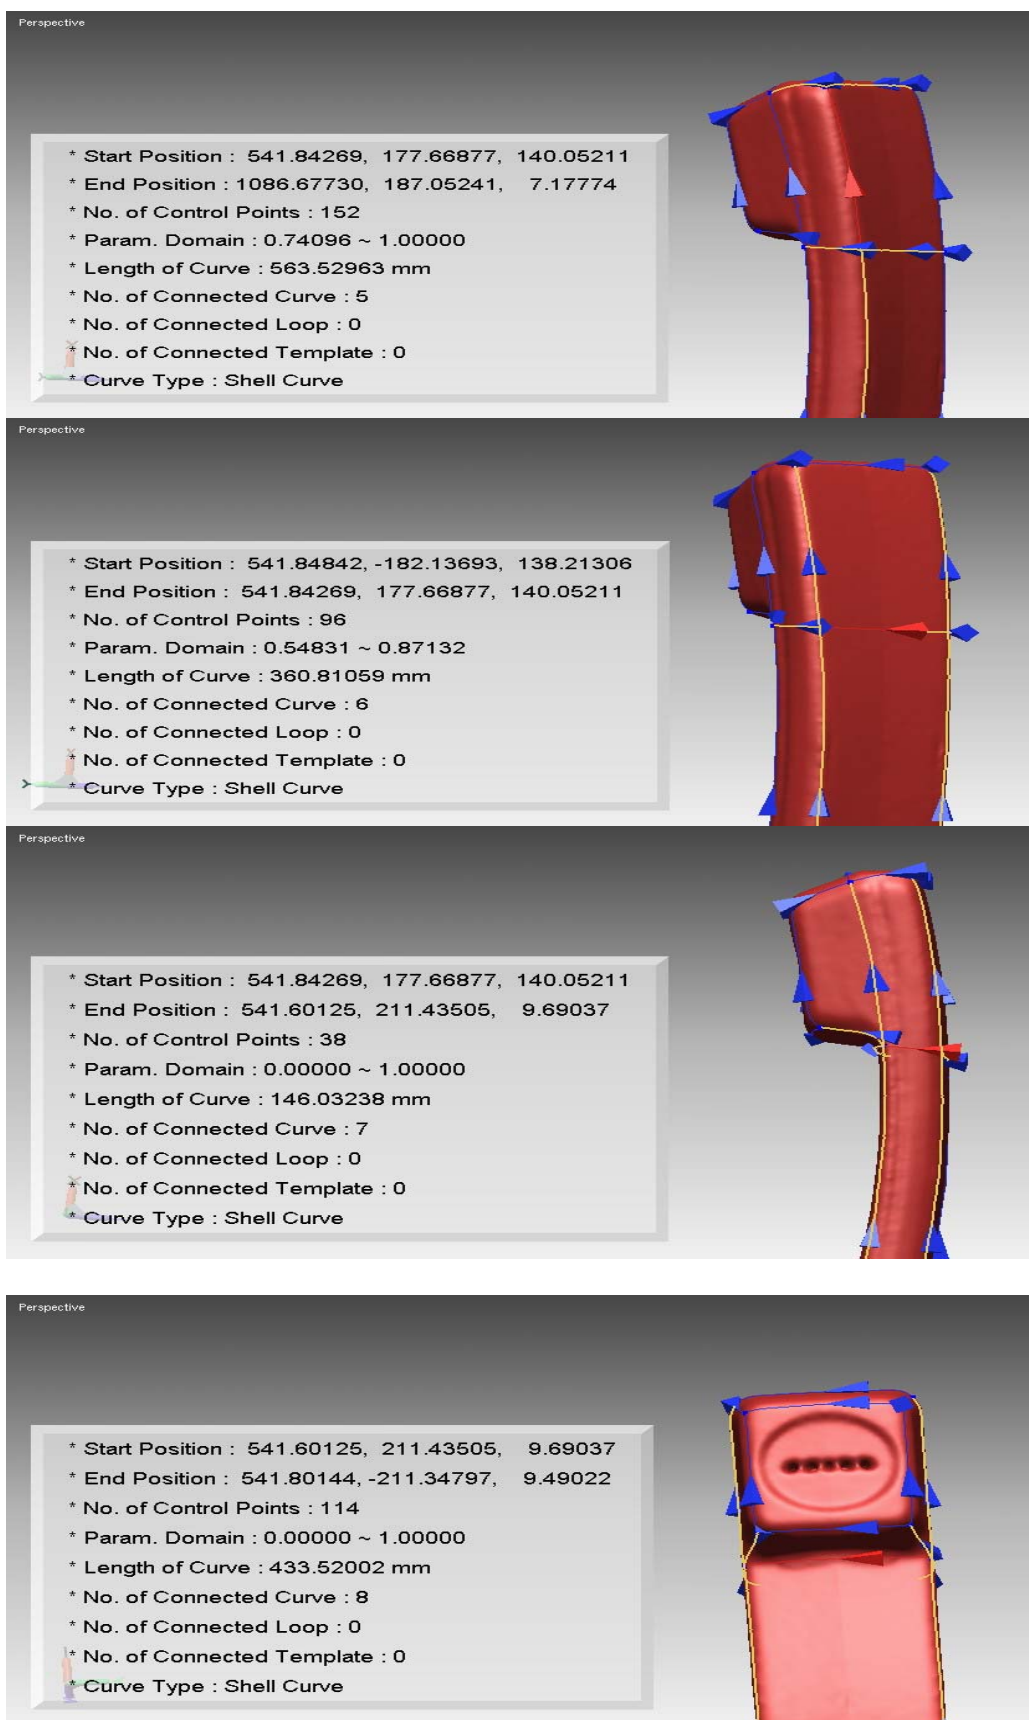 Perspective
* Start Position : 541.84269, 177.66877, 140.05211
* End Position : 1086.67730, 187.05241, 7.17774
* No. of Control Points : 152
* Param. Domain : 0.74096 ~ 1.00000
* Length of Curve : 563.52963 mm
* No. of Connected Curve : 5
* No. of Connected Loop : 0
* No. of Connected Template : 0
* Curve Type : Shell Curve
Perspective
* Start Position : 541.84842, -182.13693, 138.21306
* End Position : 541.84269, 177.66877, 140.05211
* No. of Control Points : 96
* Param. Domain : 0.54831 ~ 0.87132
* Length of Curve : 360.81059 mm
* No. of Connected Curve : 6
* No. of Connected Loop : 0
* No. of Connected Template : 0
* Curve Type : Shell Curve
Perspective
* Start Position : 541.84269, 177.66877, 140.05211
* End Position : 541.60125, 211.43505, 9.69037
* No. of Control Points : 38
* Param. Domain : 0.00000 ~ 1.00000
* Length of Curve : 146.03238 mm
* No. of Connected Curve : 7
* No. of Connected Loop : 0
* No. of Connected Template : 0
* Curve Type : Shell Curve
Perspective
* Start Position : 541.60125, 211.43505, 9.69037
* End Position : 541.80144, -211.34797, 9.49022
* No. of Control Points : 114
* Param. Domain : 0.00000 ~ 1.00000
* Length of Curve : 433.52002 mm
* No. of Connected Curve : 8
* No. of Connected Loop : 0
* No. of Connected Template : 0
* Curve Type : Shell Curve